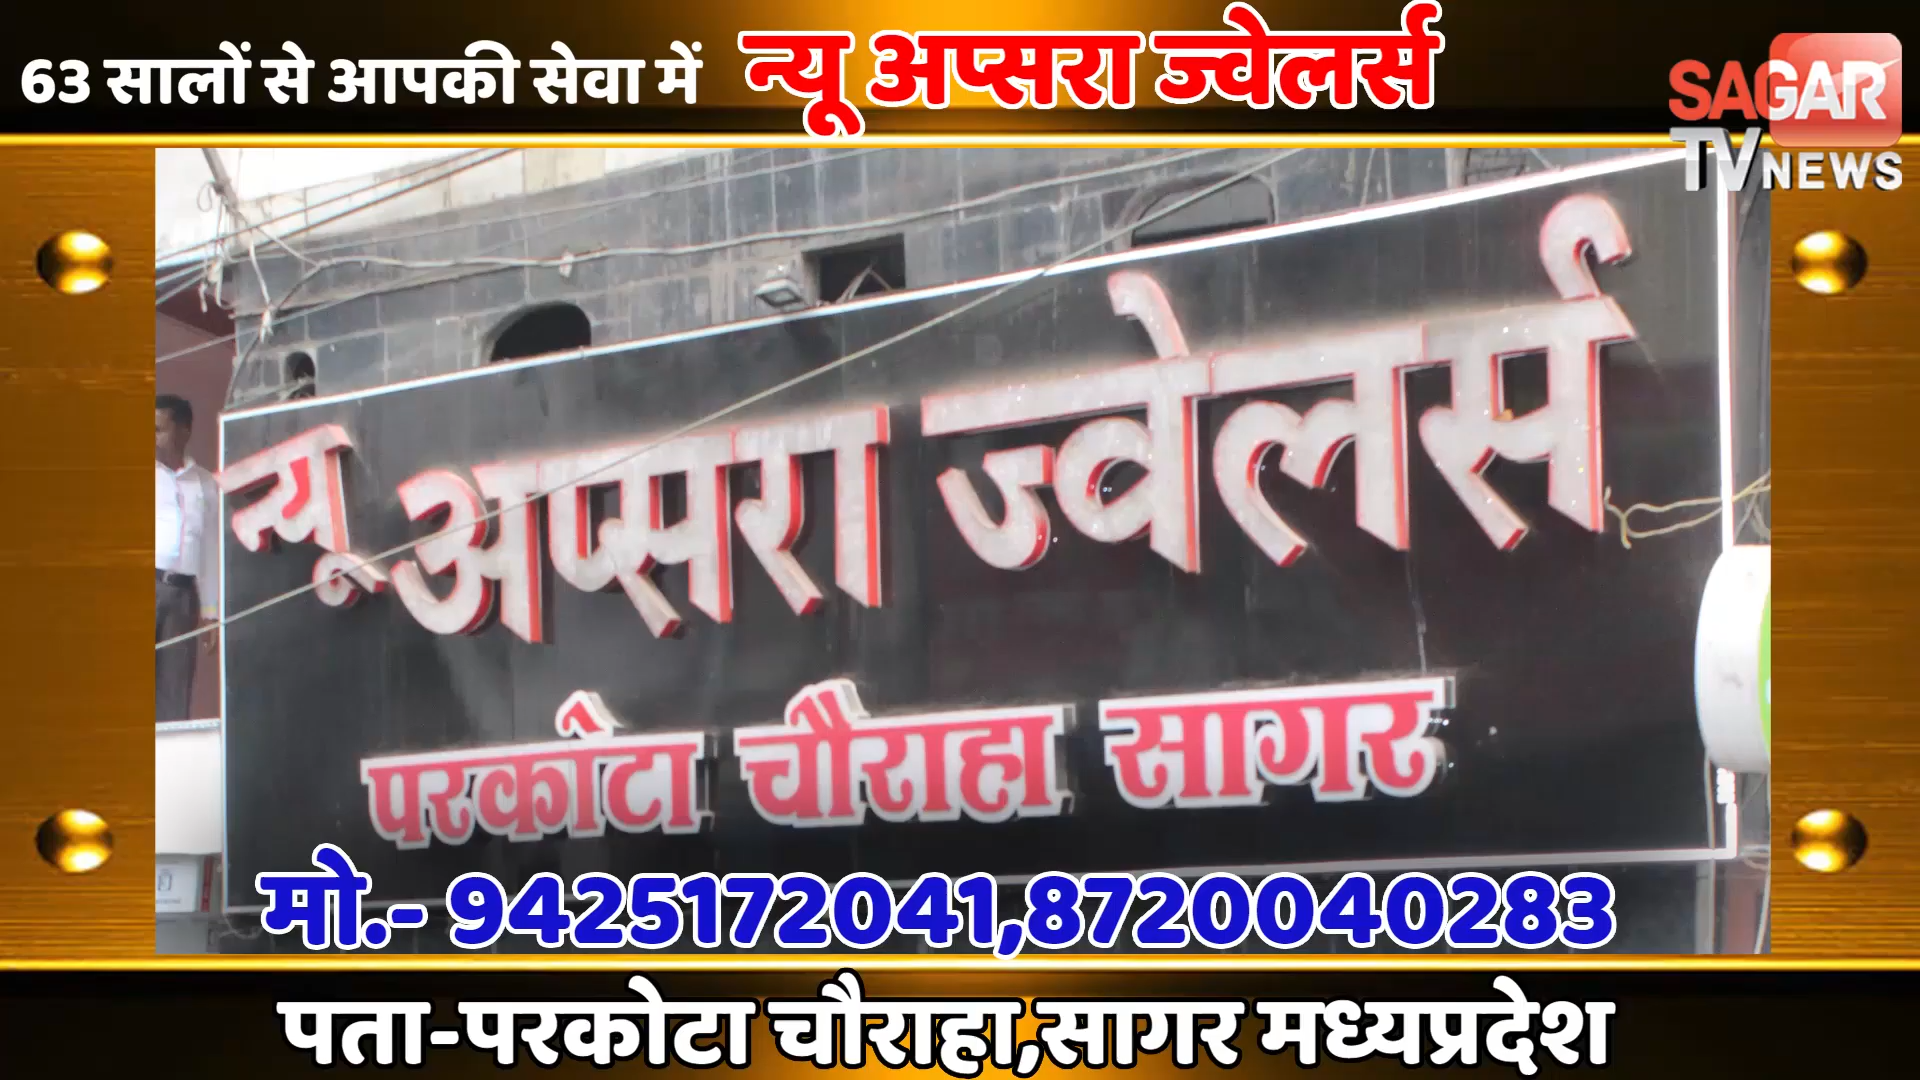 63 सालों से आपकी सेवा में न्यू अप्सरा ज्वेलर्स
SAGAR
TV NEWS
न्यू अप्सरा ज्वेलर्स
परकोटा चौराहा सागर
मो.- 9425172041,8720040283
पता-परकोटा चौराहा,सागर मध्यप्रदेश